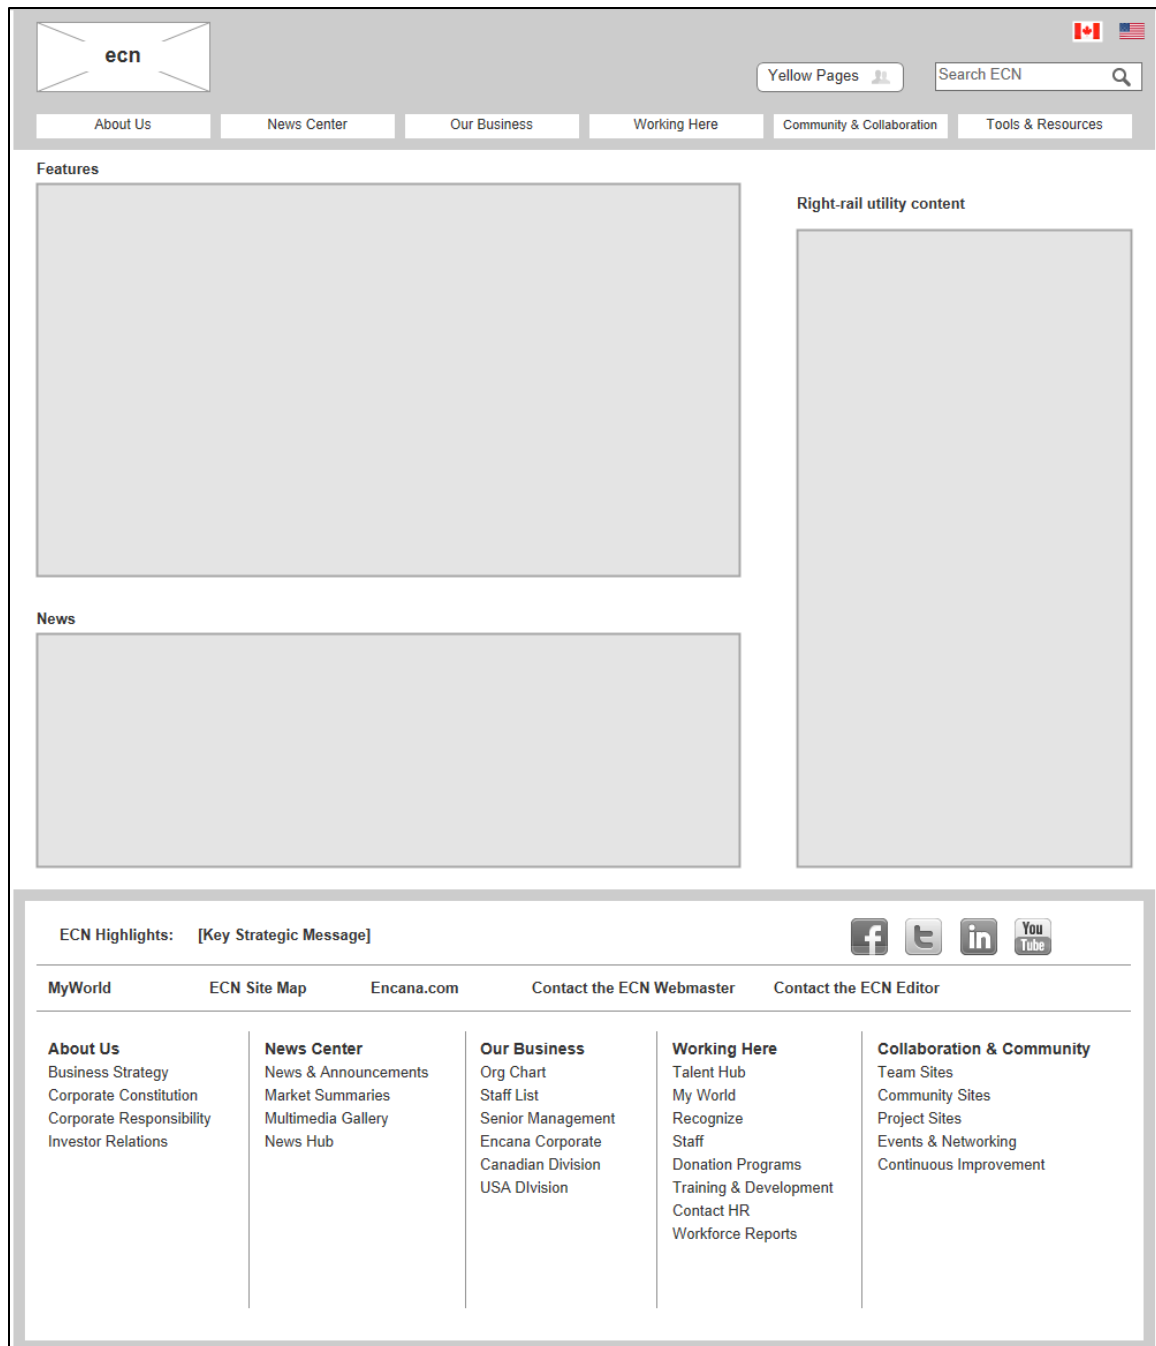 ecn
Yellow Pages
Search ECN
About Us
News Center
Our Business
Working Here
Community & Collaboration
Tools & Resources
Features
Right-rail utility content
News
ECN Highlights: [Key Strategic Message]
f
t
in
You
Tube
MyWorld
ECN Site Map
Encana.com
Contact the ECN Webmaster
Contact the ECN Editor
About Us
Business Strategy
Corporate Constitution
Corporate Responsibility
Investor Relations
News Center
News & Announcements
Market Summaries
Multimedia Gallery
News Hub
Our Business
Org Chart
Staff List
Senior Management
Encana Corporate
Canadian Division
USA DIvision
Working Here
Talent Hub
My World
Recognize
Staff
Donation Programs
Training & Development
Contact HR
Workforce Reports
Collaboration & Community
Team Sites
Community Sites
Project Sites
Events & Networking
Continuous Improvement